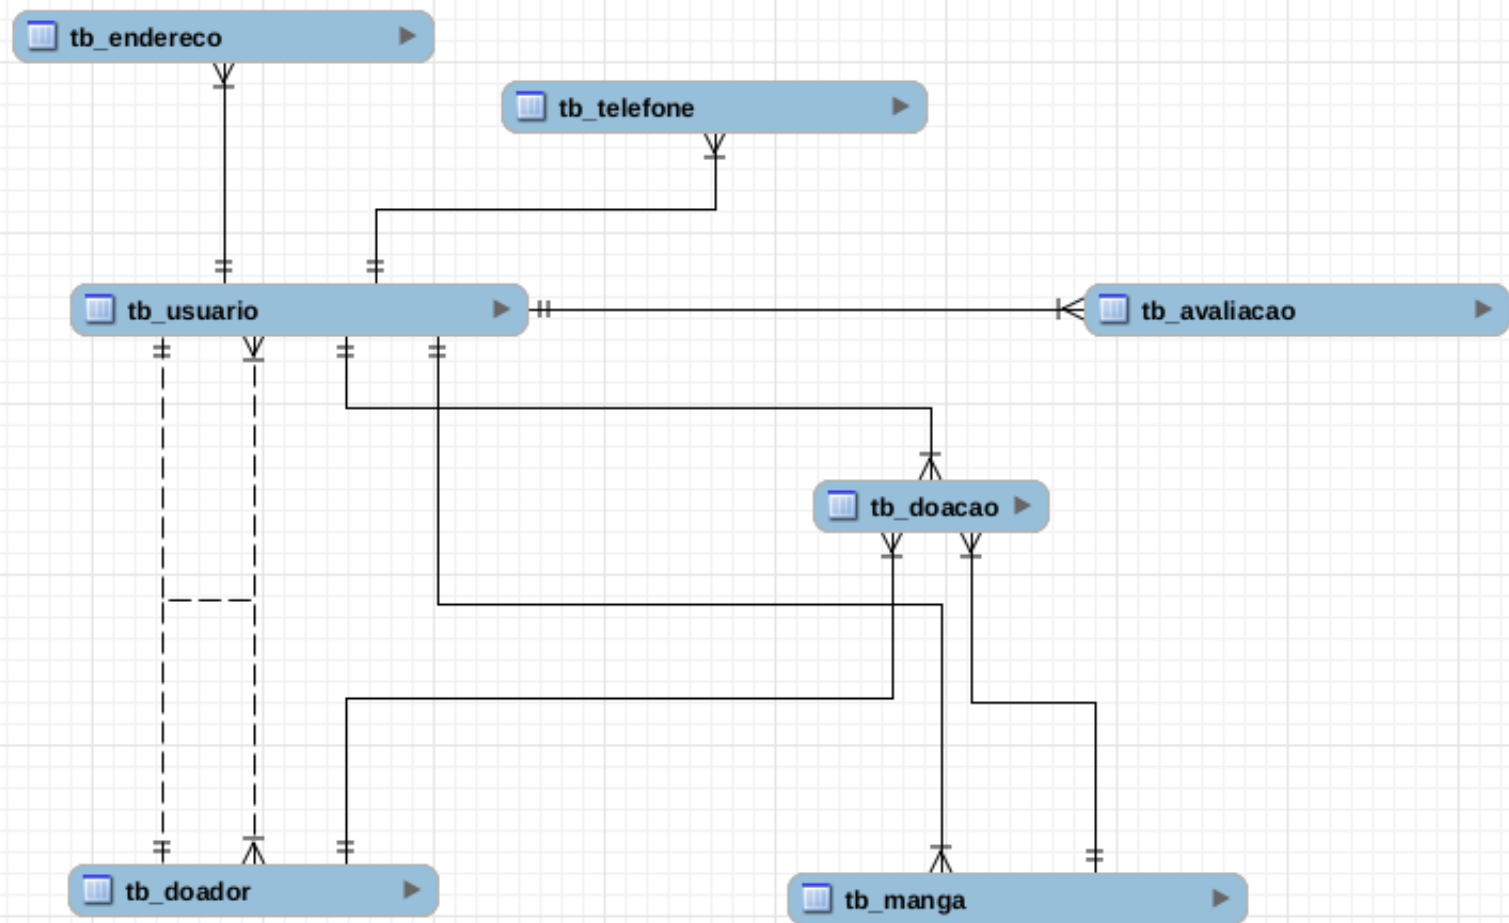 tb_endereco
tb_telefone
tb_usuario
tb_avaliacao
tb_doacao
tb_doador
tb_manga